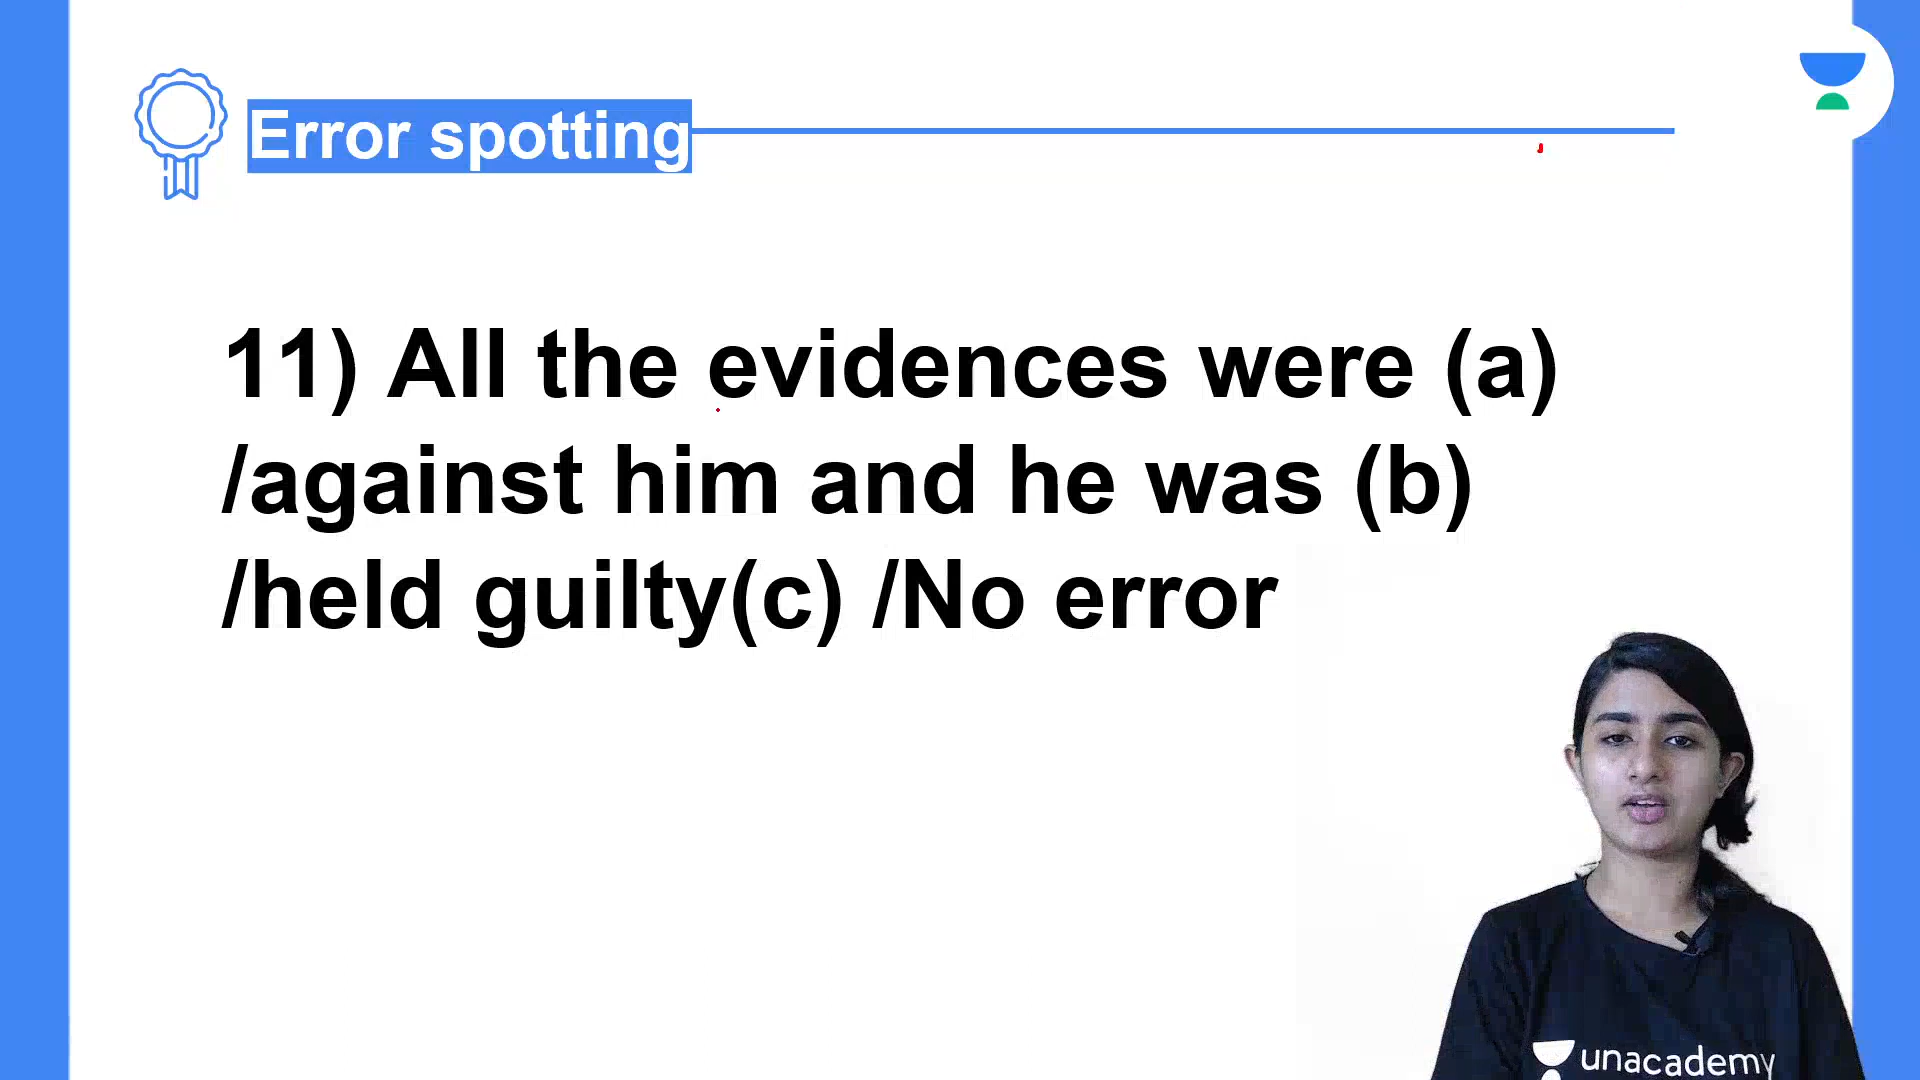 Error spotting
11) All the evidences were (a)
/against him and he was (b)
/held guilty(c) /No error
unacademy